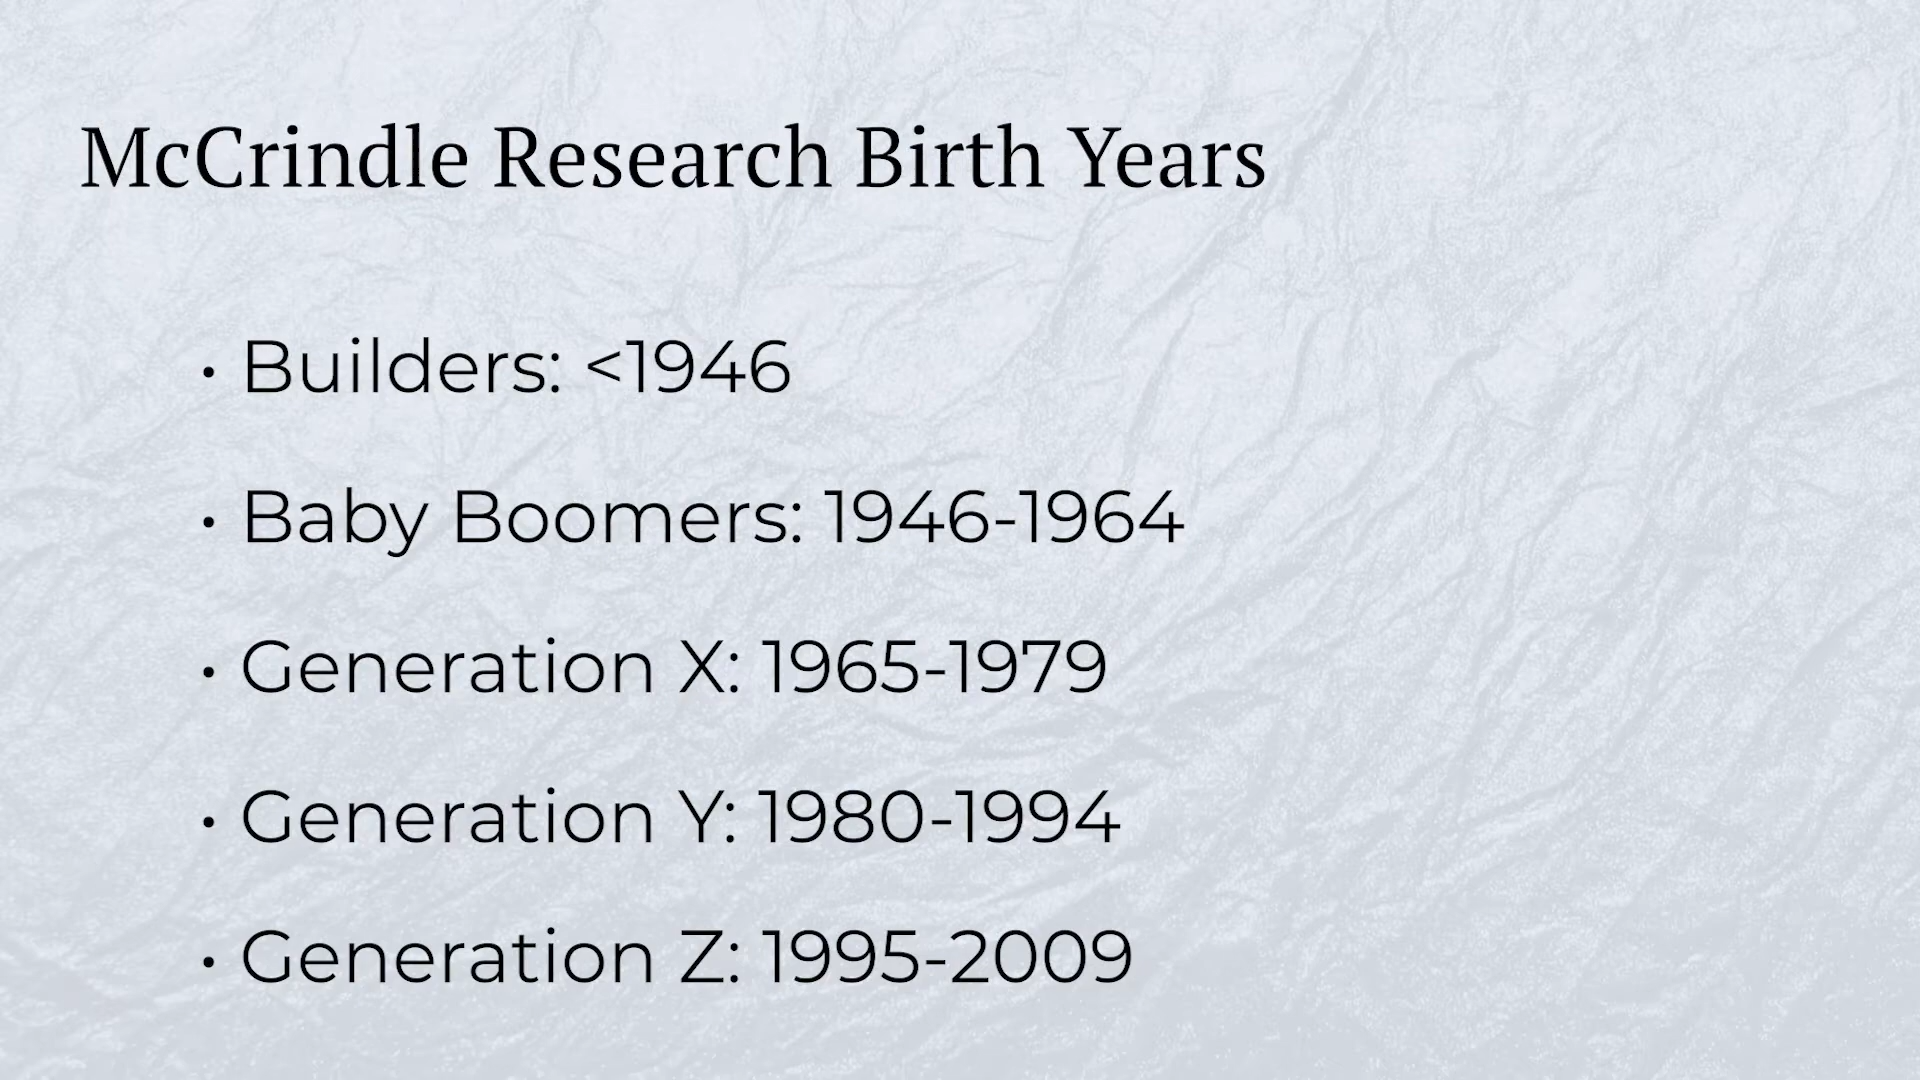 McCrindle Research Birth Years
• Builders: <1946
• Baby Boomers: 1946-1964
• Generation X: 1965-1979
• Generation Y: 1980-1994
• Generation Z: 1995-2009